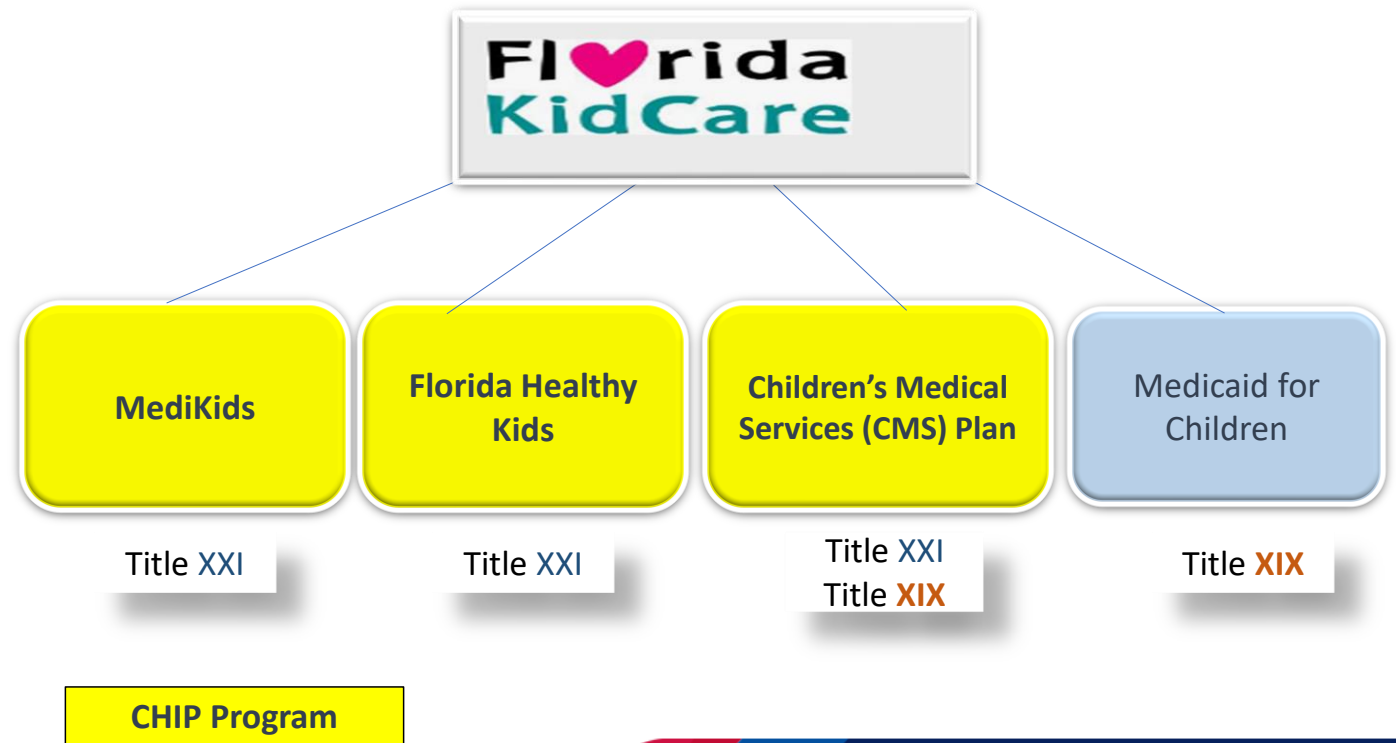 Florida
KidCare
MediKids
Florida Healthy
Kids
Children's Medical
Services (CMS) Plan
Medicaid for
Children
Title XXI
Title XXI
Title XXI
Title XIX
Title XIX
CHIP Program